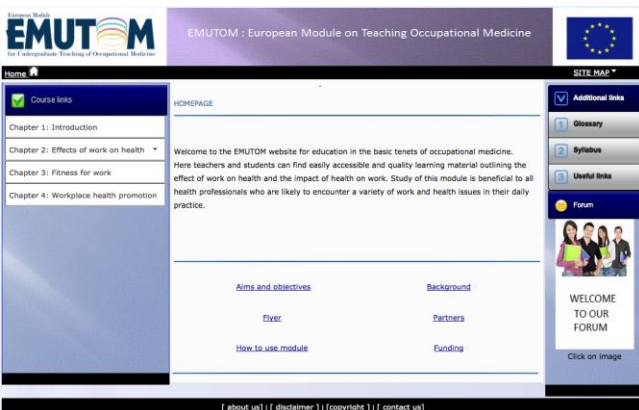 European Module
EMUTOM
for Undergraduate Teaching of Occupational Medicine
EMUTOM : European Module on Teaching Occupational Medicine
Home
SITE MAP
Course links
Chapter 1: Introduction
Chapter 2: Effects of work on health
Chapter 3: Fitness for work
Chapter 4: Workplace health promotion
HOMEPAGE
Welcome to the EMUTOM website for education in the basic tenets of occupational medicine.
Here teachers and students can find easily accessible and quality learning material outlining the
effect of work on health and the impact of health on work. Study of this module is beneficial to all
health professionals who are likely to encounter a variety of work and health issues in their daily
practice.
Aims and objectives
Background
Flyer
Partners
How to use module
Funding
Additional links
1 Glossary
2 Syllabus
3 Useful links
Forum
WELCOME
TO OUR
FORUM
Click on image
[ about us] | [ disclaimer ] | [copyright ] | [ contact us]